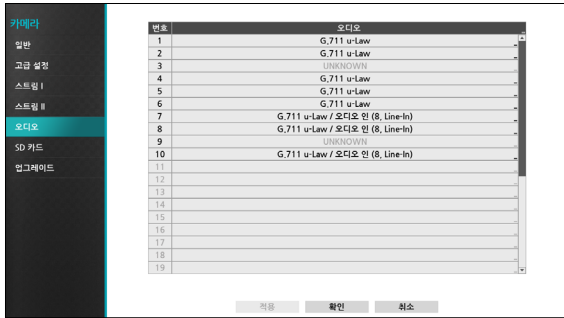 카메라
일반
고급 설정
스트림 I
스트림 II
오디오
SD 카드
업그레이드
번호 오디오
1 G.711 u-Law
2 G.711 u-Law
3 UNKNOWN
4 G.711 u-Law
5 G.711 u-Law
6 G.711 u-Law
7 G.711 u-Law / 오디오 인 (8, Line-In)
8 G.711 u-Law / 오디오 인 (8, Line-In)
9 UNKNOWN
10 G.711 u-Law / 오디오 인 (8, Line-In)
11
12
13
14
15
16
17
18
19
적용 확인 취소